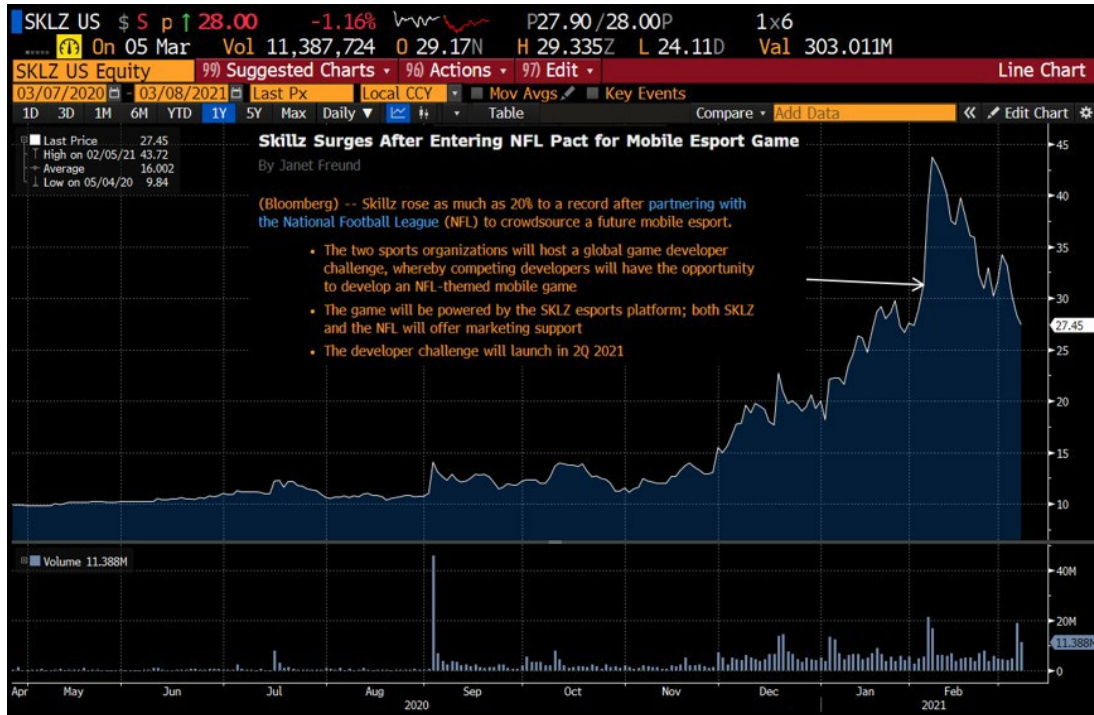 SKLZ US $ S p ↑ 28.00 -1.16% P27.90 /28.00P 1x6
On 05 Mar Vol 11,387,724 O 29.17N H 29.335Z L 24.11D Val 303.011M
SKLZ US Equity 99) Suggested Charts 96) Actions 97) Edit Line Chart
03/07/2020 - 03/08/2021 Last Px Local CCY Mov Avgs Key Events
1D 3D 1M 6M YTD 1Y 5Y Max Daily ▼ Table Compare Add Data « Edit Chart
Last Price 27.45
High on 02/05/21 43.72
Average 16.002
Low on 05/04/20 9.84
Skillz Surges After Entering NFL Pact for Mobile Esport Game
By Janet Freund
(Bloomberg) -- Skillz rose as much as 20% to a record after partnering with
the National Football League (NFL) to crowdsource a future mobile esport.
• The two sports organizations will host a global game developer
challenge, whereby competing developers will have the opportunity
to develop an NFL-themed mobile game
• The game will be powered by the SKLZ esports platform; both SKLZ
and the NFL will offer marketing support
• The developer challenge will launch in 2Q 2021
45
40
35
30
27.45
25
20
15
10
Volume 11.388M
40M
20M
11.388M
0
Apr May Jun Jul Aug Sep Oct Nov Dec Jan Feb
2020 2021